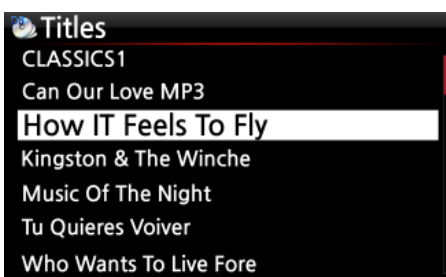 Titles
CLASSICS1
Can Our Love MP3
How IT Feels To Fly
Kingston & The Winche
Music Of The Night
Tu Quieres Voiver
Who Wants To Live Fore